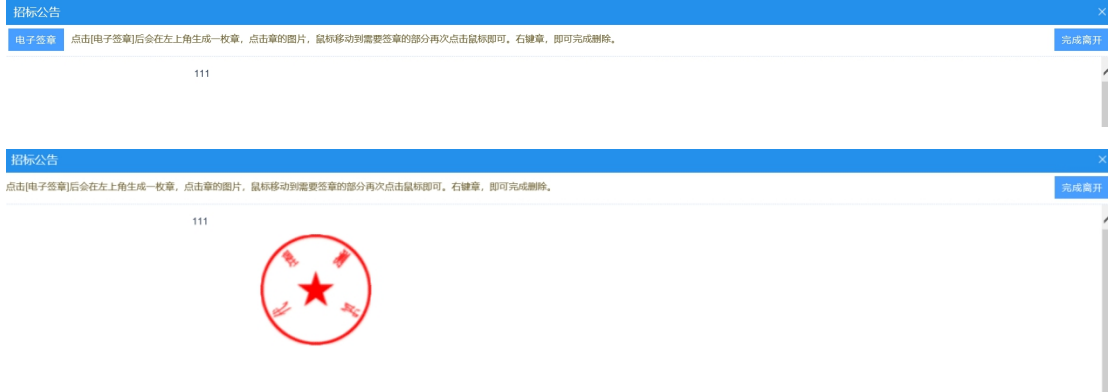 招标公告
电子签章 点击[电子签章]后会在左上角生成一枚章，点击章的图片，鼠标移动到需要签章的部分再次点击鼠标即可。右键章，即可完成删除。 完成离开
111
招标公告
点击[电子签章]后会在左上角生成一枚章，点击章的图片，鼠标移动到需要签章的部分再次点击鼠标即可。右键章，即可完成删除。 完成离开
111
代理测试